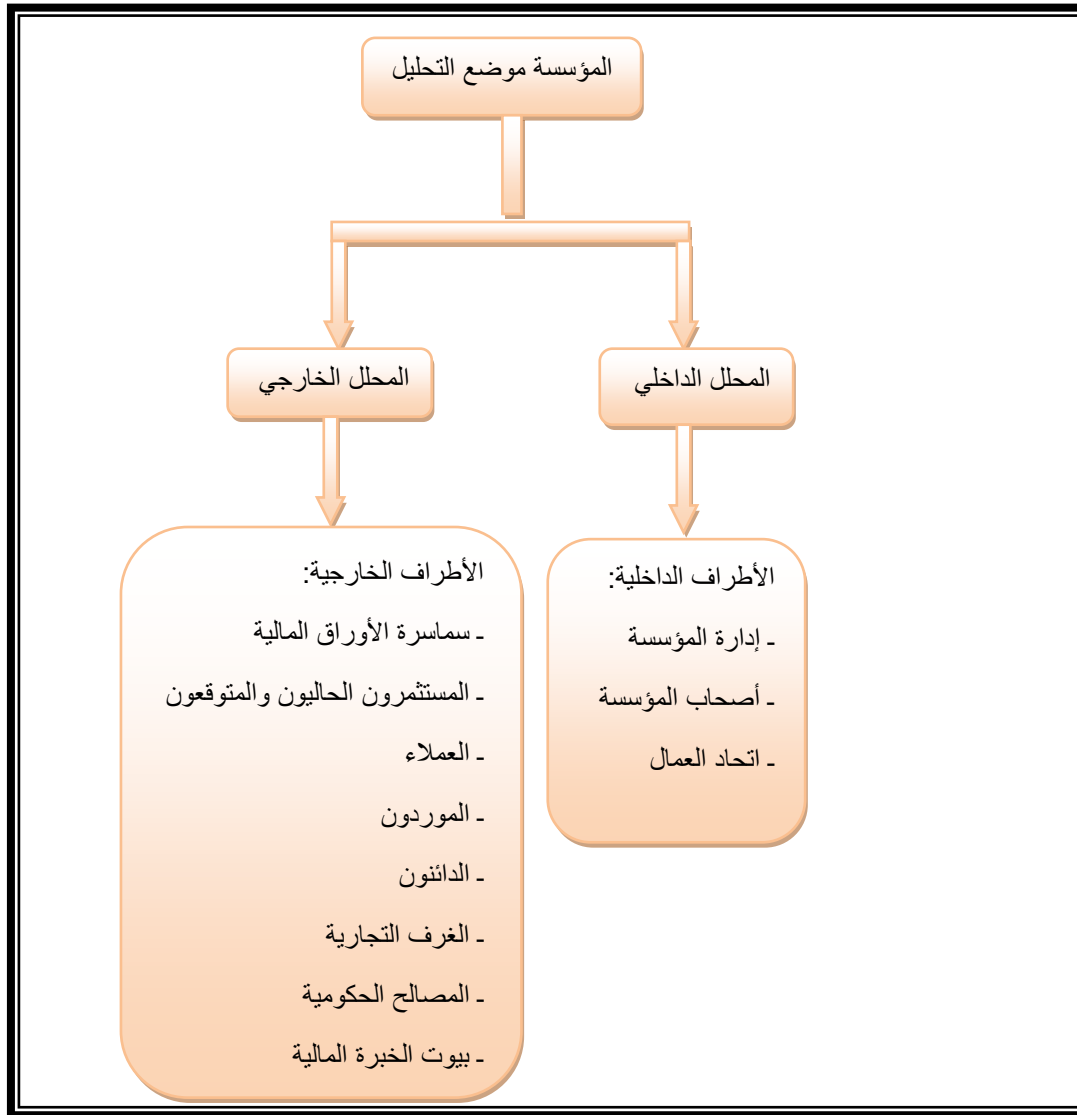 المؤسسة موضع التحليل
المحلل الداخلي
المحلل الخارجي
الأطراف الداخلية:
ـ إدارة المؤسسة
ـ أصحاب المؤسسة
ـ اتحاد العمال
الأطراف الخارجية:
ـ سماسرة الأوراق المالية
ـ المستثمرون الحاليون والمتوقعون
ـ العملاء
ـ الموردون
ـ الدائنون
ـ الغرف التجارية
ـ المصالح الحكومية
ـ بيوت الخبرة المالية